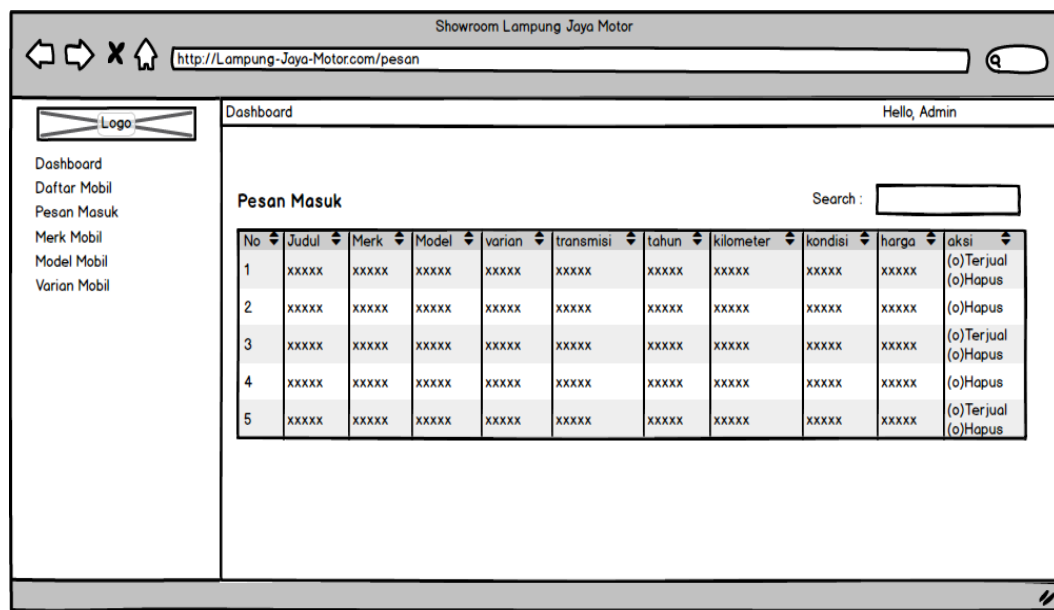 Showroom Lampung Jaya Motor
http://Lampung-Jaya-Motor.com/pesan
Logo
Dashboard
Daftar Mobil
Pesan Masuk
Merk Mobil
Model Mobil
Varian Mobil
Dashboard Hello, Admin
Pesan Masuk Search :
No Judul Merk Model varian transmisi tahun kilometer kondisi harga aksi
1 xxxxx xxxxx xxxxx xxxxx xxxxx xxxxx xxxxx xxxxx xxxxx (o)Terjual
(o)Hapus
2 xxxxx xxxxx xxxxx xxxxx xxxxx xxxxx xxxxx xxxxx xxxxx (o)Hapus
3 xxxxx xxxxx xxxxx xxxxx xxxxx xxxxx xxxxx xxxxx xxxxx (o)Terjual
(o)Hapus
4 xxxxx xxxxx xxxxx xxxxx xxxxx xxxxx xxxxx xxxxx xxxxx (o)Hapus
5 xxxxx xxxxx xxxxx xxxxx xxxxx xxxxx xxxxx xxxxx xxxxx (o)Terjual
(o)Hapus